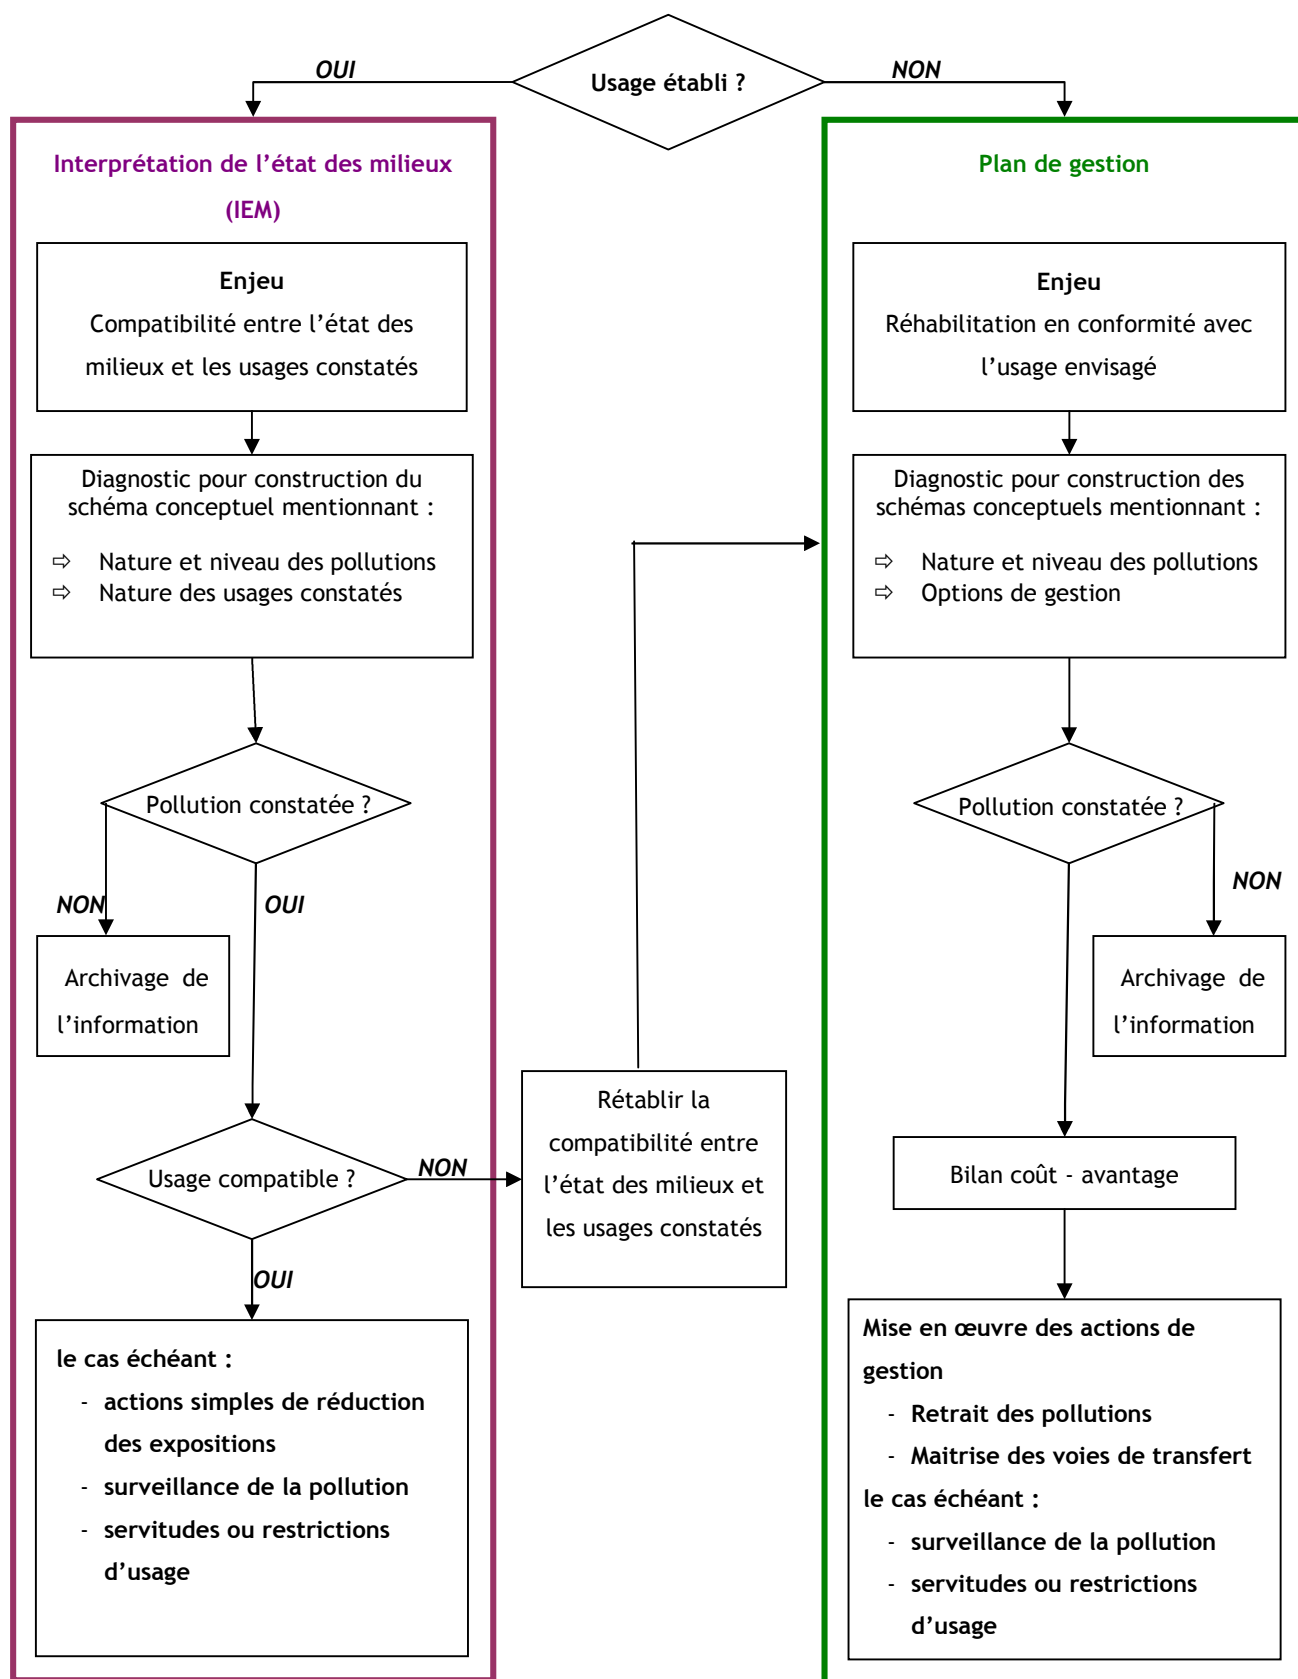 Usage établi ?
OUI
NON
Interprétation de l'état des milieux
(IEM)
Enjeu
Compatibilité entre l'état des
milieux et les usages constatés
Diagnostic pour construction du
schéma conceptuel mentionnant :
⇨ Nature et niveau des pollutions
⇨ Nature des usages constatés
Pollution constatée ?
NON
OUI
Archivage de
l'information
Usage compatible ?
NON
OUI
le cas échéant :
- actions simples de réduction
des expositions
- surveillance de la pollution
- servitudes ou restrictions
d'usage
Rétablir la
compatibilité entre
l'état des milieux et
les usages constatés
Plan de gestion
Enjeu
Réhabilitation en conformité avec
l'usage envisagé
Diagnostic pour construction des
schémas conceptuels mentionnant :
⇨ Nature et niveau des pollutions
⇨ Options de gestion
Pollution constatée ?
NON
Archivage de
l'information
Bilan coût - avantage
Mise en œuvre des actions de
gestion
- Retrait des pollutions
- Maitrise des voies de transfert
le cas échéant :
- surveillance de la pollution
- servitudes ou restrictions
d'usage